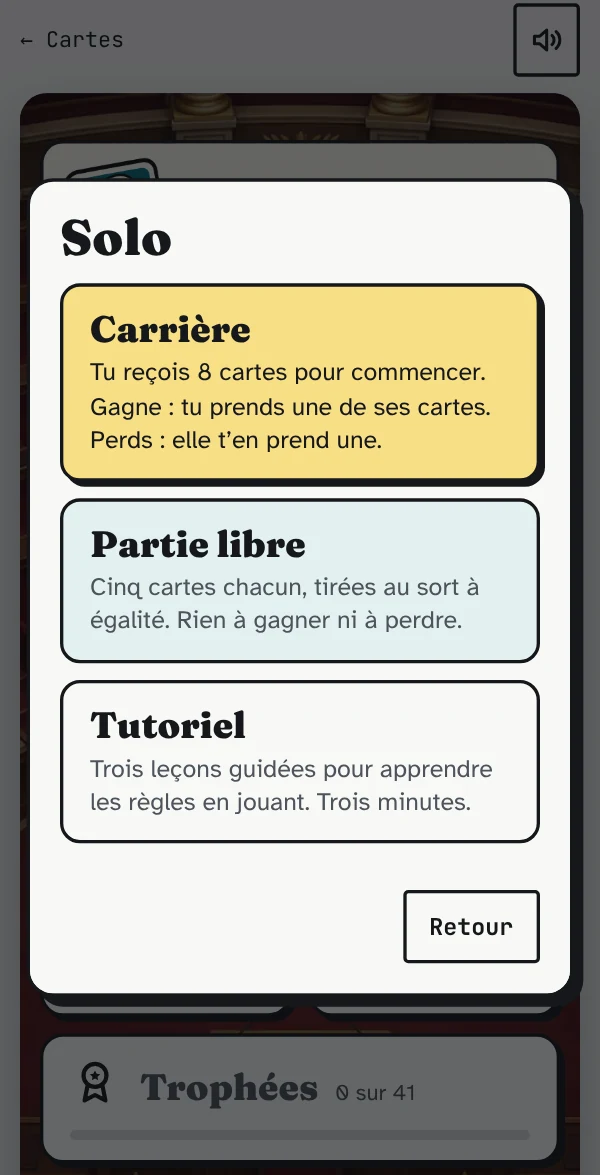 ← Cartes
Solo
Carrière
Tu reçois 8 cartes pour commencer.
Gagne : tu prends une de ses cartes.
Perds : elle t’en prend une.
Partie libre
Cinq cartes chacun, tirées au sort à
égalité. Rien à gagner ni à perdre.
Tutoriel
Trois leçons guidées pour apprendre
les règles en jouant. Trois minutes.
Retour
Trophées 0 sur 41